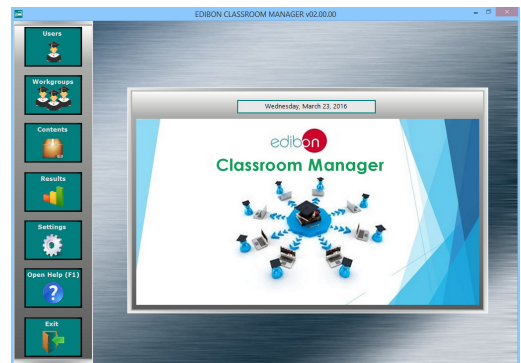 EDIBON CLASSROOM MANAGER v02.00.00
Users
Workgroups
Contents
Results
Settings
Open Help (F1)
?
Exit
Wednesday, March 23, 2016
edibon
Classroom Manager